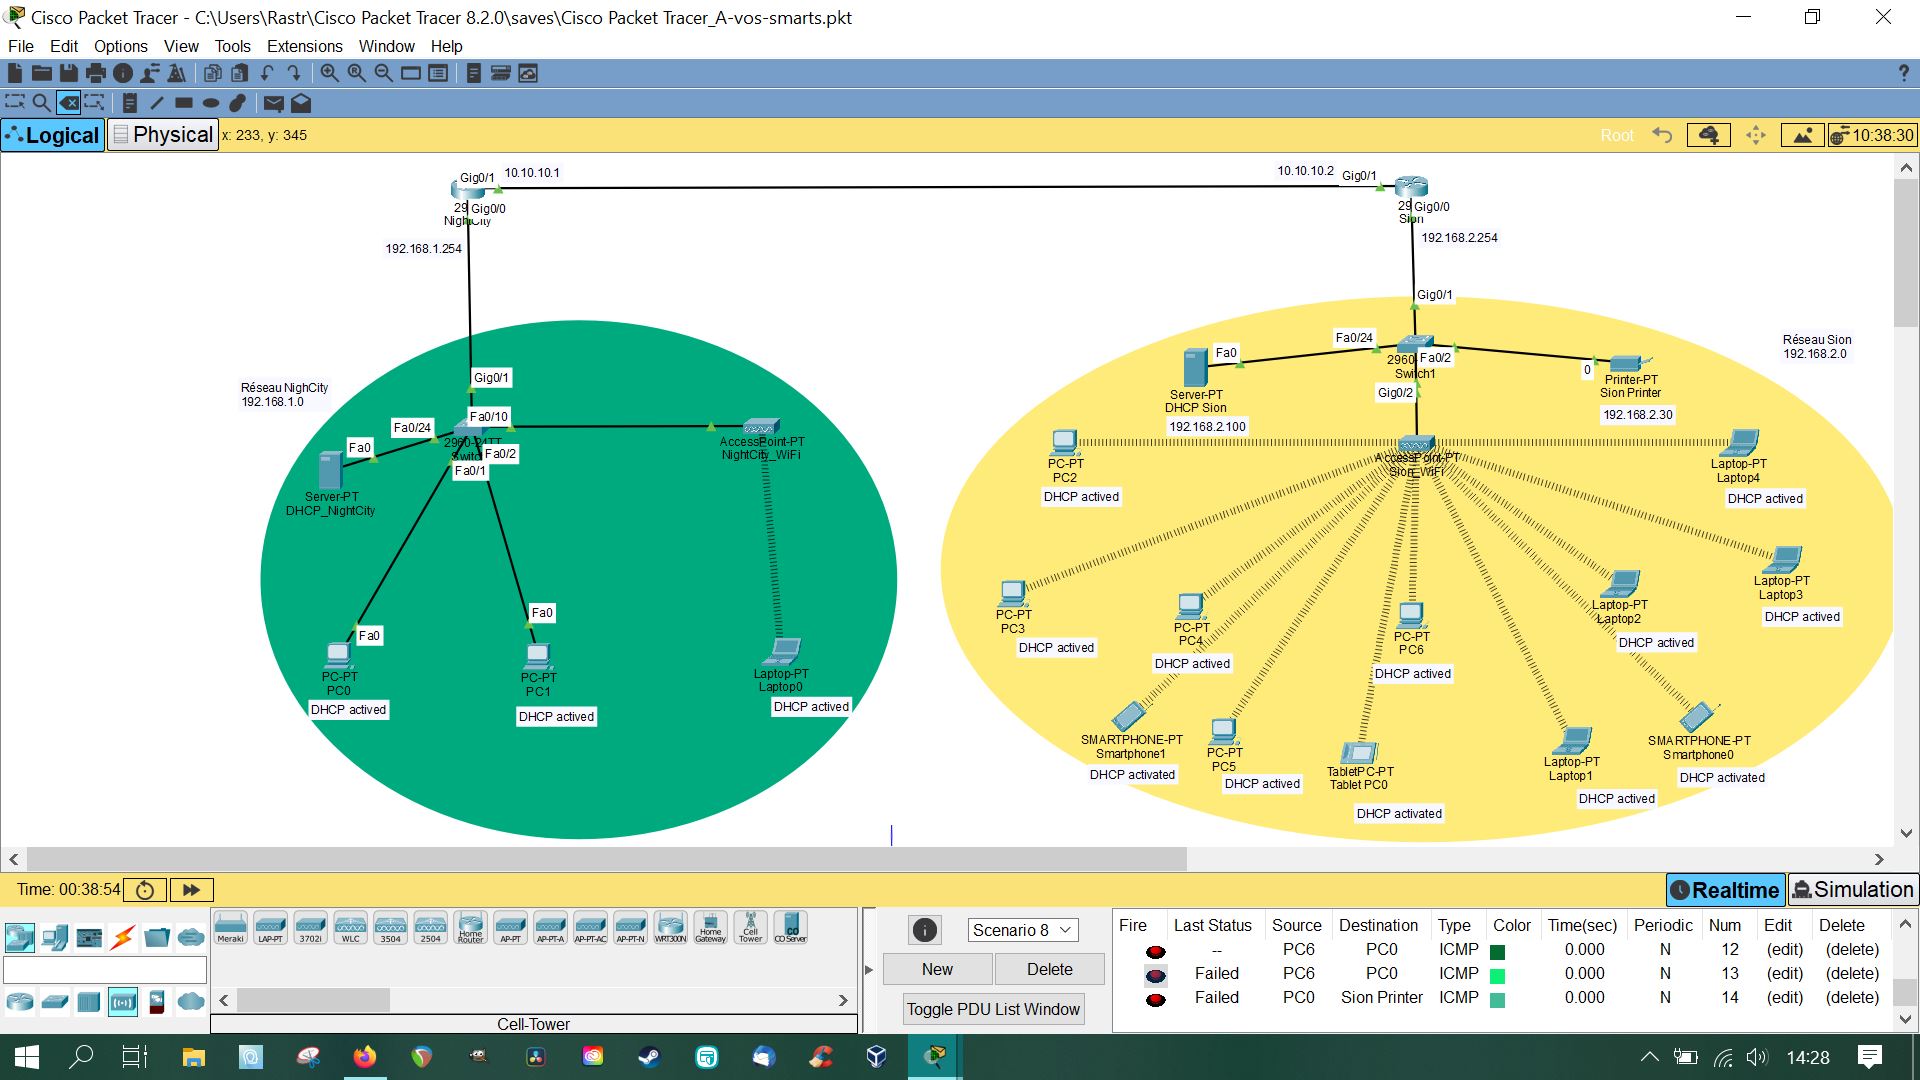 Cisco Packet Tracer - C:\Users\Rastr\Cisco Packet Tracer 8.2.0\saves\Cisco Packet Tracer_A-vos-smarts.pkt
File Edit Options View Tools Extensions Window Help
?
Logical Physical x: 233, y: 345 Root 10:38:30
Gig0/1 10.10.10.1
29 Gig0/0
NightCity
192.168.1.254
10.10.10.2 Gig0/1
29 Gig0/0
Sion
192.168.2.254
Réseau NighCity
192.168.1.0
Gig0/1
Fa0/10
Fa0/24
2960-24TT
Switc
Fa0/2
Fa0/1
Fa0
Server-PT
DHCP_NightCity
AccessPoint-PT
NightCity_WiFi
Fa0
PC-PT
PC0
DHCP actived
Fa0
PC-PT
PC1
DHCP actived
Laptop-PT
Laptop0
DHCP actived
Gig0/1
Réseau Sion
192.168.2.0
Fa0/24
2960 Fa0/2
Switch1
Gig0/2
Fa0
Server-PT
DHCP Sion
192.168.2.100
0
Printer-PT
Sion Printer
192.168.2.30
AccessPoint-PT
Sion_WiFi
PC-PT
PC2
DHCP actived
Laptop-PT
Laptop4
DHCP actived
PC-PT
PC3
DHCP actived
PC-PT
PC4
DHCP actived
PC-PT
PC6
DHCP actived
Laptop-PT
Laptop2
DHCP actived
Laptop-PT
Laptop3
DHCP actived
SMARTPHONE-PT
Smartphone1
DHCP activated
PC-PT
PC5
DHCP actived
TabletPC-PT
Tablet PC0
DHCP activated
Laptop-PT
Laptop1
DHCP actived
SMARTPHONE-PT
Smartphone0
DHCP activated
Time: 00:38:54 Realtime Simulation
Meraki LAP-PT 3702i WLC 3504 2504 Home Router AP-PT AP-PT-A AP-PT-AC AP-PT-N WRT300N Home Gateway Cell Tower CO Server
Cell-Tower
Scenario 8
New Delete
Toggle PDU List Window
Fire Last Status Source Destination Type Color Time(sec) Periodic Num Edit Delete
-- PC6 PC0 ICMP 0.000 N 12 (edit) (delete)
Failed PC6 PC0 ICMP 0.000 N 13 (edit) (delete)
Failed PC0 Sion Printer ICMP 0.000 N 14 (edit) (delete)
14:28